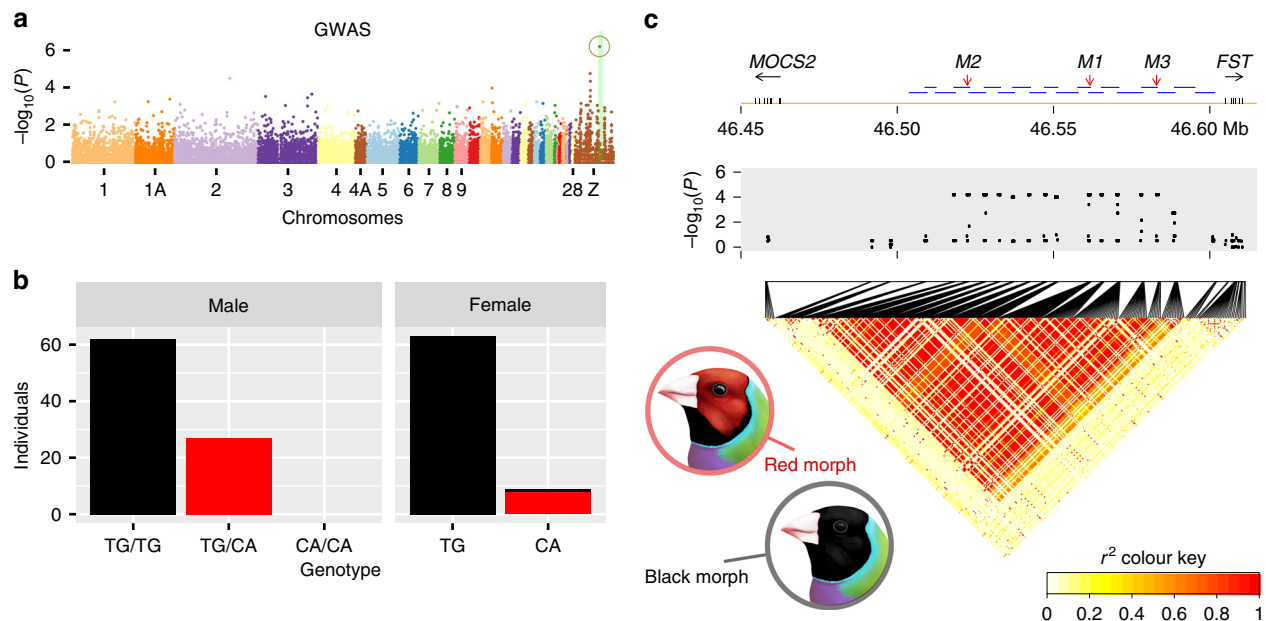 a
GWAS
6
4
2
0
–log10(P)
1 1A 2 3 4 4A 5 6 7 8 9 28 Z
Chromosomes
b
Male Female
60
40
20
0
Individuals
TG/TG TG/CA CA/CA TG CA
Genotype
c
MOCS2 M2 M1 M3 FST
46.45 46.50 46.55 46.60 Mb
6
4
2
0
–log10(P)
Red morph
Black morph
r2 colour key
0 0.2 0.4 0.6 0.8 1